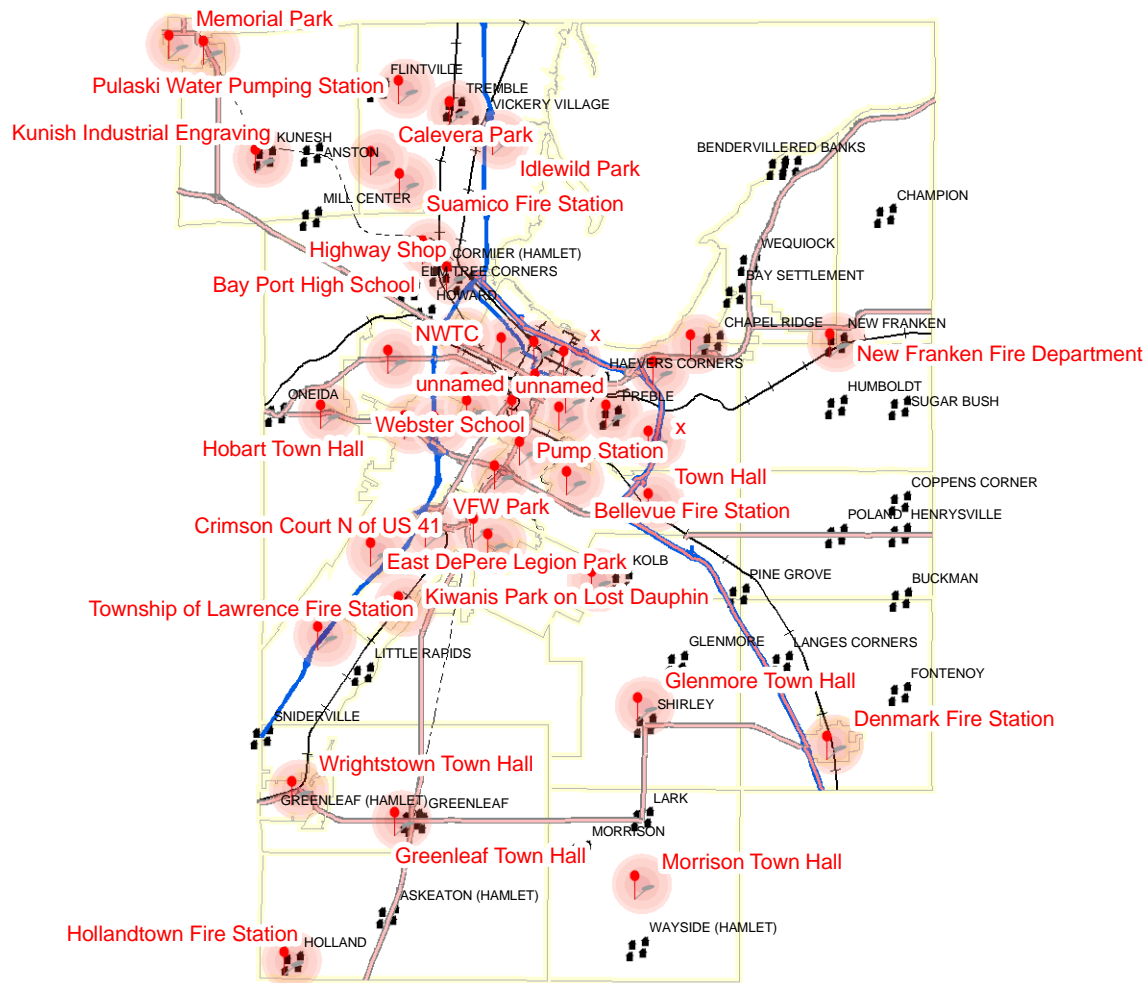 Memorial Park
FLINTVILLE
Pulaski Water Pumping Station
TREMBLE
VICKERY VILLAGE
Kunish Industrial Engraving
KUNESH
Calevera Park
ANSTON
BENDERVILLERED BANKS
Idlewild Park
MILL CENTER
Suamico Fire Station
CHAMPION
Highway Shop
CORMIER (HAMLET)
WEQUIOCK
ELM TREE CORNERS
BAY SETTLEMENT
Bay Port High School
HOWARD
NWTC
x
CHAPEL RIDGE
NEW FRANKEN
New Franken Fire Department
HAEVERS CORNERS
unnamed
unnamed
ONEIDA
PREBLE
HUMBOLDT
SUGAR BUSH
Webster School
x
Hobart Town Hall
Pump Station
Town Hall
COPPENS CORNER
VFW Park
Bellevue Fire Station
Crimson Court N of US 41
POLAND
HENRYSVILLE
East DePere Legion Park
KOLB
PINE GROVE
BUCKMAN
Township of Lawrence Fire Station
Kiwanis Park on Lost Dauphin
GLENMORE
LANGES CORNERS
LITTLE RAPIDS
FONTENOY
Glenmore Town Hall
SHIRLEY
SNIDERVILLE
Denmark Fire Station
Wrightstown Town Hall
GREENLEAF (HAMLET)
GREENLEAF
LARK
MORRISON
Greenleaf Town Hall
Morrison Town Hall
ASKEATON (HAMLET)
Hollandtown Fire Station
HOLLAND
WAYSIDE (HAMLET)